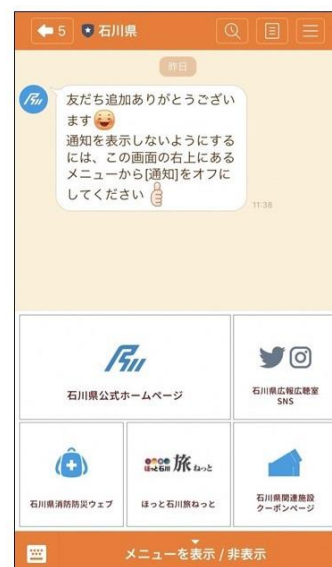 5 石川県
昨日
友だち追加ありがとうござい
ます
通知を表示しないようにする
には、この画面の右上にある
メニューから[通知]をオフに
してください
11:38
石川県公式ホームページ
石川県広報広聴室
SNS
石川県消防防災ウェブ
ほっと石川 旅 ねっと
ほっと石川旅ねっと
石川県関連施設
クーポンページ
メニューを表示 / 非表示